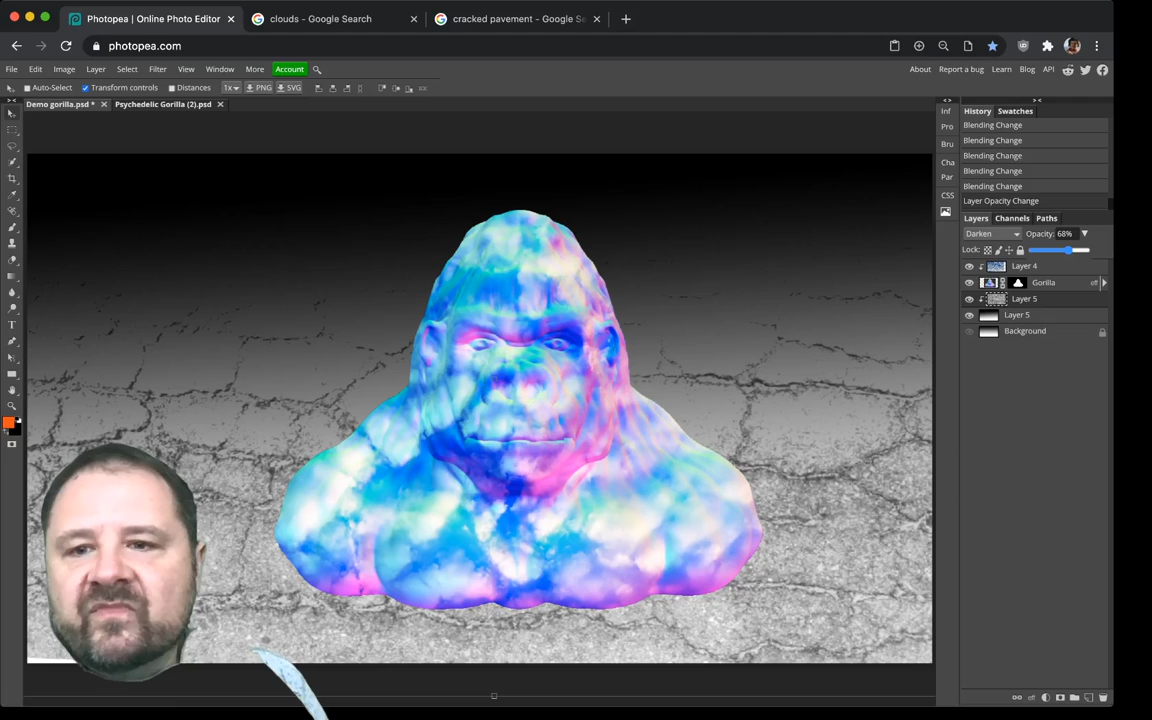 Photopea | Online Photo Editor
clouds - Google Search
cracked pavement - Google Se
photopea.com
File Edit Image Layer Select Filter View Window More Account
About Report a bug Learn Blog API
Auto-Select Transform controls Distances 1x PNG SVG
Demo gorilla.psd * Psychedelic Gorilla (2).psd
Inf
Pro
Bru
Cha
Par
CSS
History Swatches
Blending Change
Blending Change
Blending Change
Blending Change
Blending Change
Layer Opacity Change
Layers Channels Paths
Darken Opacity: 68%
Lock:
Layer 4
Gorilla eff
Layer 5
Layer 5
Background
eff